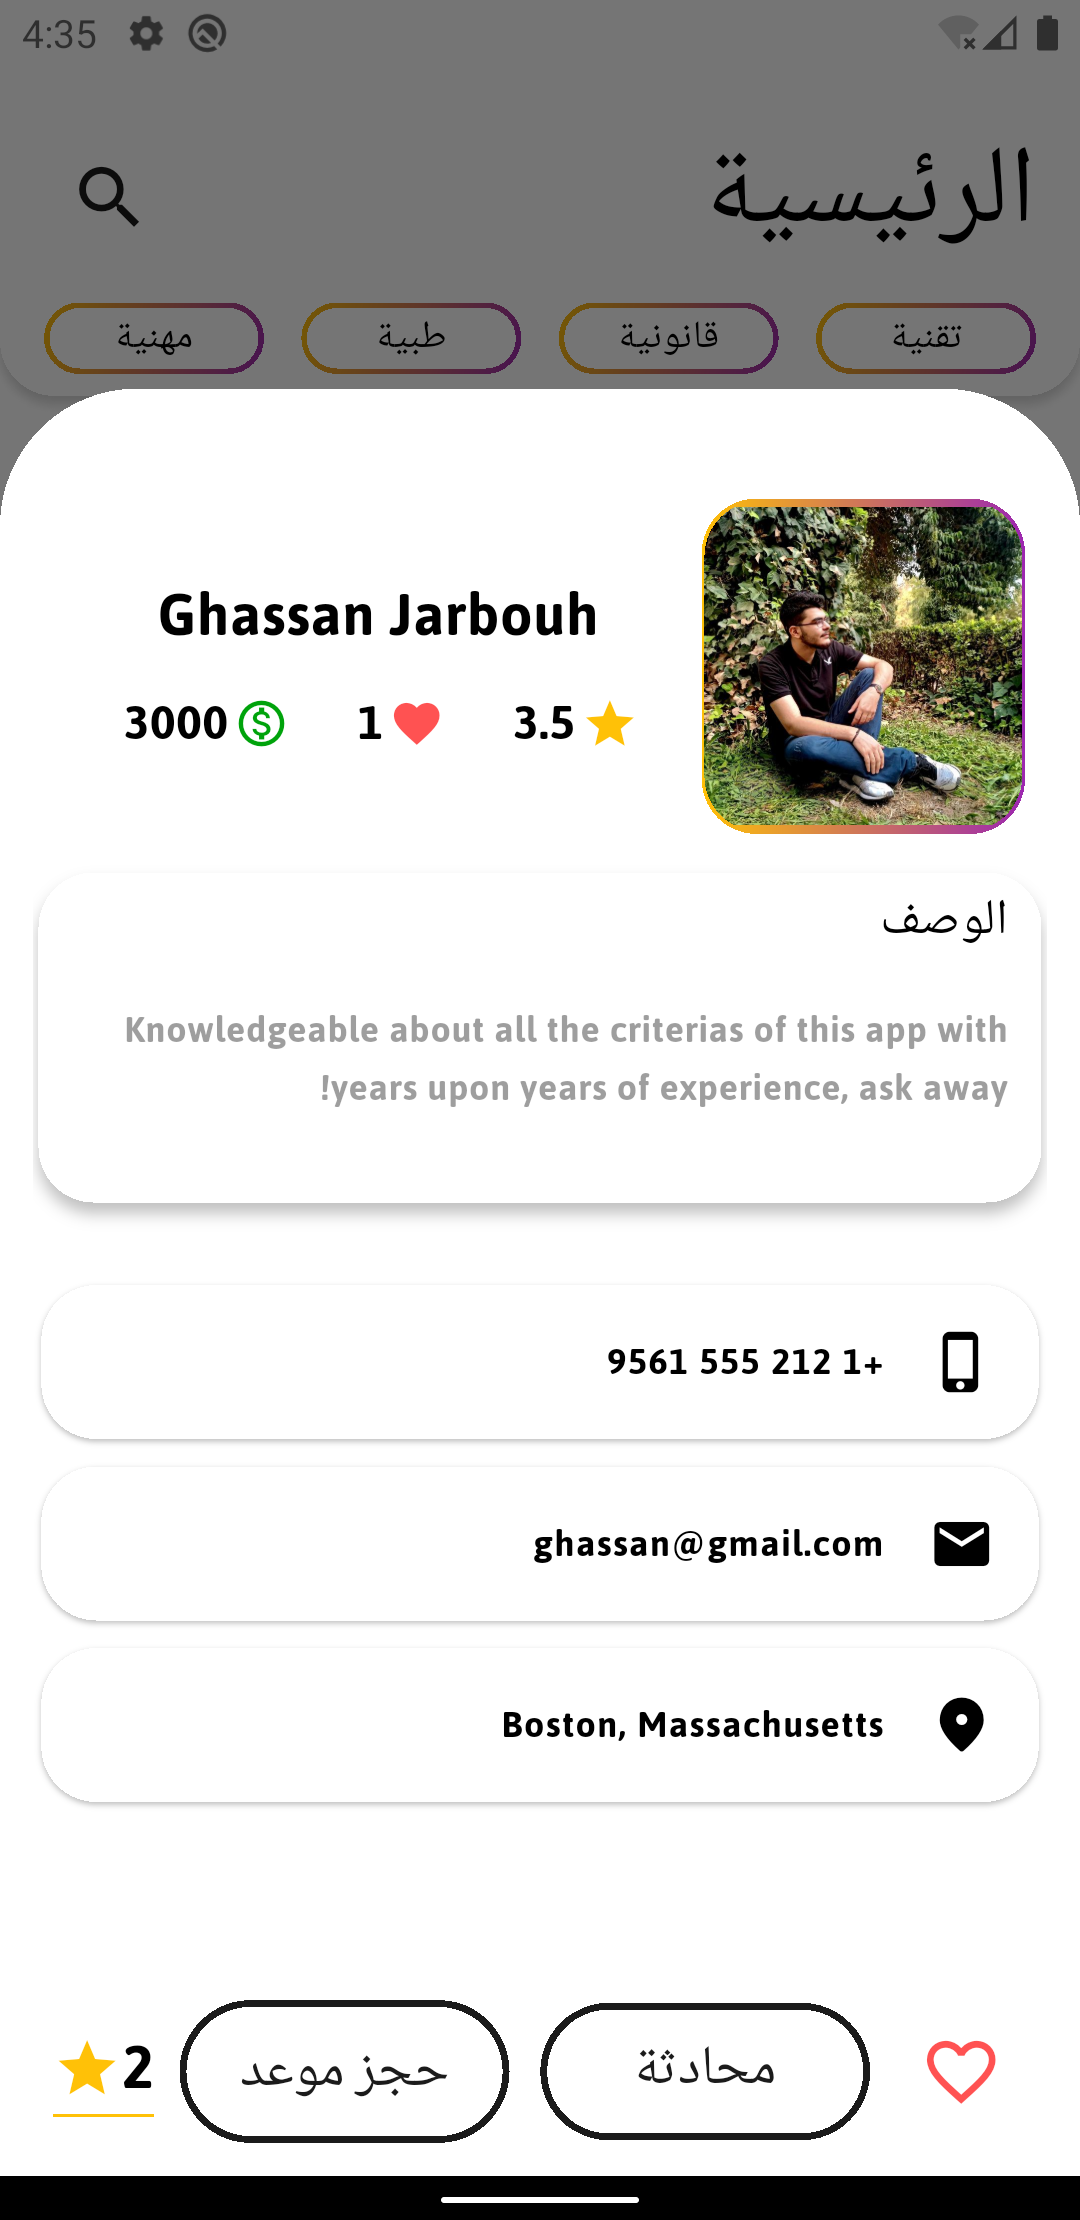 4:35
الرئيسية
تقنية
قانونية
طبية
مهنية
Ghassan Jarbouh
3.5
1
3000
الوصف
Knowledgeable about all the criterias of this app with
!years upon years of experience, ask away
9561 555 212 1+
ghassan@gmail.com
Boston, Massachusetts
محادثة
حجز موعد
2